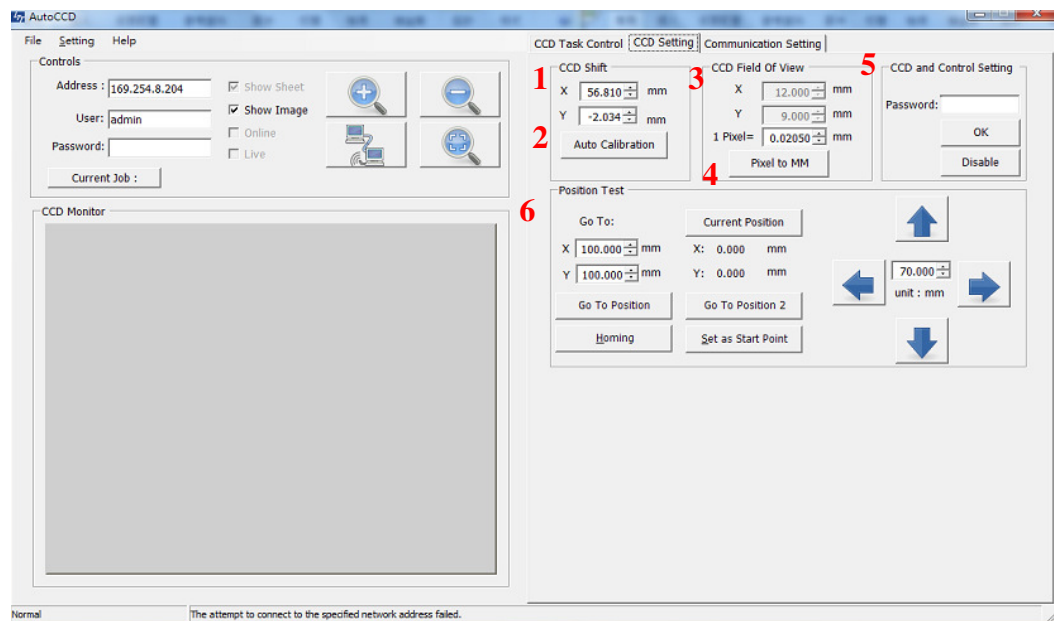 AutoCCD
File Setting Help
Controls
Address : 169.254.8.204
User: admin
Password:
Current Job :
Show Sheet
Show Image
Online
Live
CCD Monitor
CCD Task Control CCD Setting Communication Setting
1
CCD Shift
X 56.810 mm
Y -2.034 mm
2
Auto Calibration
3
CCD Field Of View
X 12.000 mm
Y 9.000 mm
1 Pixel= 0.02050 mm
4
Pixel to MM
5
CCD and Control Setting
Password:
OK
Disable
6
Position Test
Go To:
X 100.000 mm
Y 100.000 mm
Go To Position
Homing
Current Position
X: 0.000 mm
Y: 0.000 mm
Go To Position 2
Set as Start Point
70.000
unit : mm
Normal
The attempt to connect to the specified network address failed.